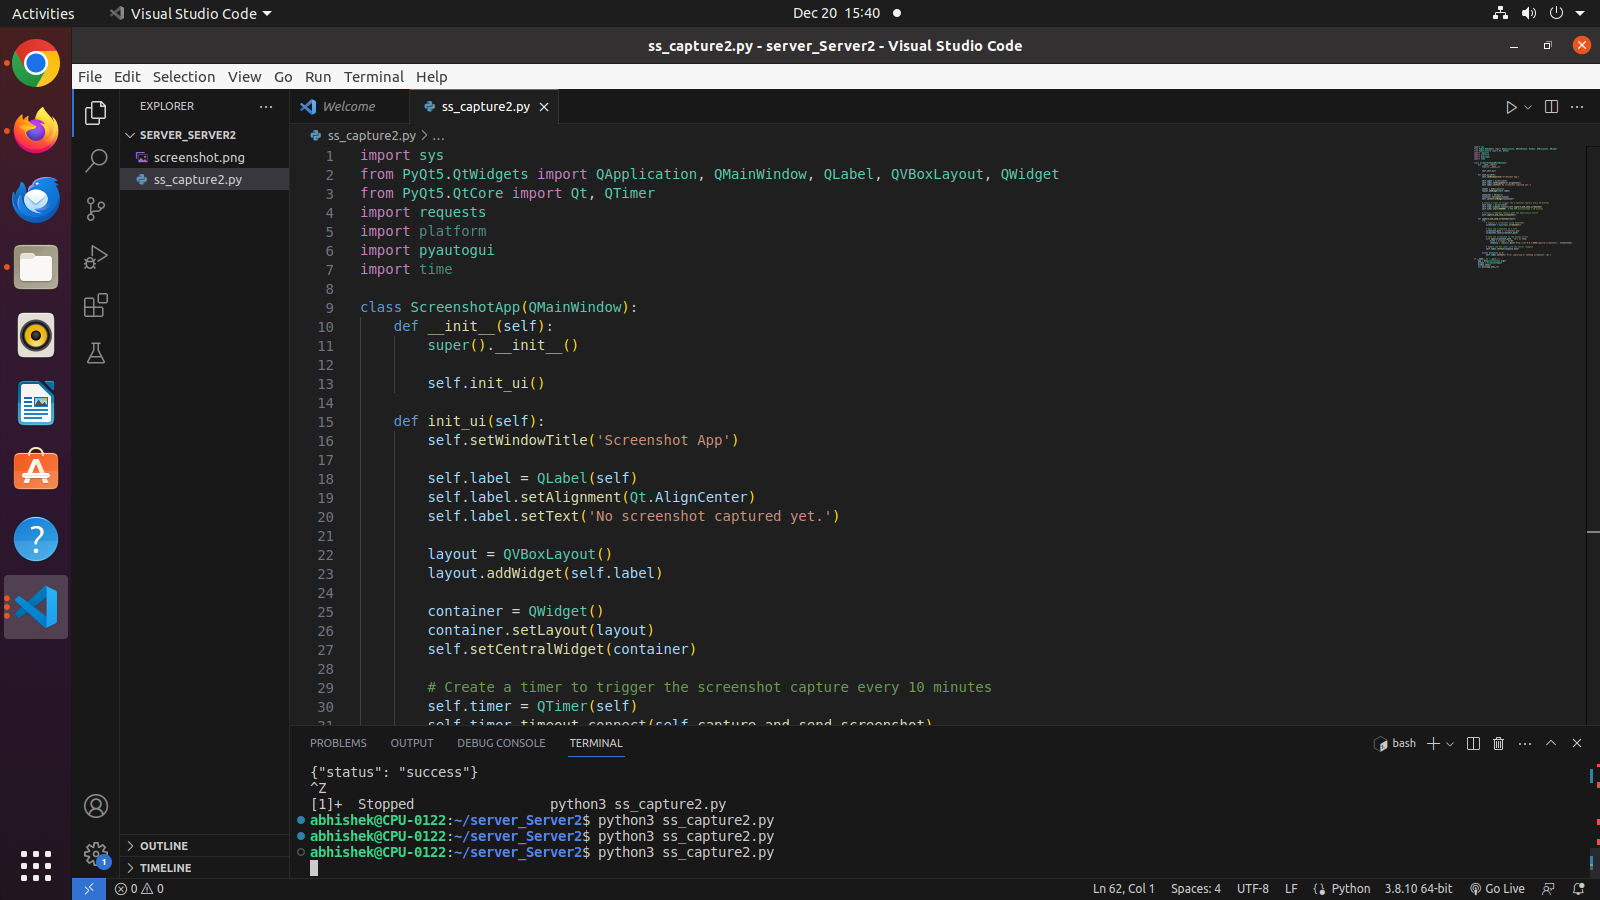 Activities
Visual Studio Code
Dec 20 15:40
ss_capture2.py - server_Server2 - Visual Studio Code
File Edit Selection View Go Run Terminal Help
EXPLORER
SERVER_SERVER2
screenshot.png
ss_capture2.py
Welcome
ss_capture2.py
ss_capture2.py > ...
1 import sys
2 from PyQt5.QtWidgets import QApplication, QMainWindow, QLabel, QVBoxLayout, QWidget
3 from PyQt5.QtCore import Qt, QTimer
4 import requests
5 import platform
6 import pyautogui
7 import time
8
9 class ScreenshotApp(QMainWindow):
10 def __init__(self):
11 super().__init__()
12
13 self.init_ui()
14
15 def init_ui(self):
16 self.setWindowTitle('Screenshot App')
17
18 self.label = QLabel(self)
19 self.label.setAlignment(Qt.AlignCenter)
20 self.label.setText('No screenshot captured yet.')
21
22 layout = QVBoxLayout()
23 layout.addWidget(self.label)
24
25 container = QWidget()
26 container.setLayout(layout)
27 self.setCentralWidget(container)
28
29 # Create a timer to trigger the screenshot capture every 10 minutes
30 self.timer = QTimer(self)
31 self.timer.timeout.connect(self.capture_and_send_screenshot)
PROBLEMS OUTPUT DEBUG CONSOLE TERMINAL
bash
{"status": "success"}
^Z
[1]+  Stopped                 python3 ss_capture2.py
abhishek@CPU-0122:~/server_Server2$ python3 ss_capture2.py
abhishek@CPU-0122:~/server_Server2$ python3 ss_capture2.py
abhishek@CPU-0122:~/server_Server2$ python3 ss_capture2.py
OUTLINE
TIMELINE
1
0 0
Ln 62, Col 1
Spaces: 4
UTF-8
LF
Python
3.8.10 64-bit
Go Live